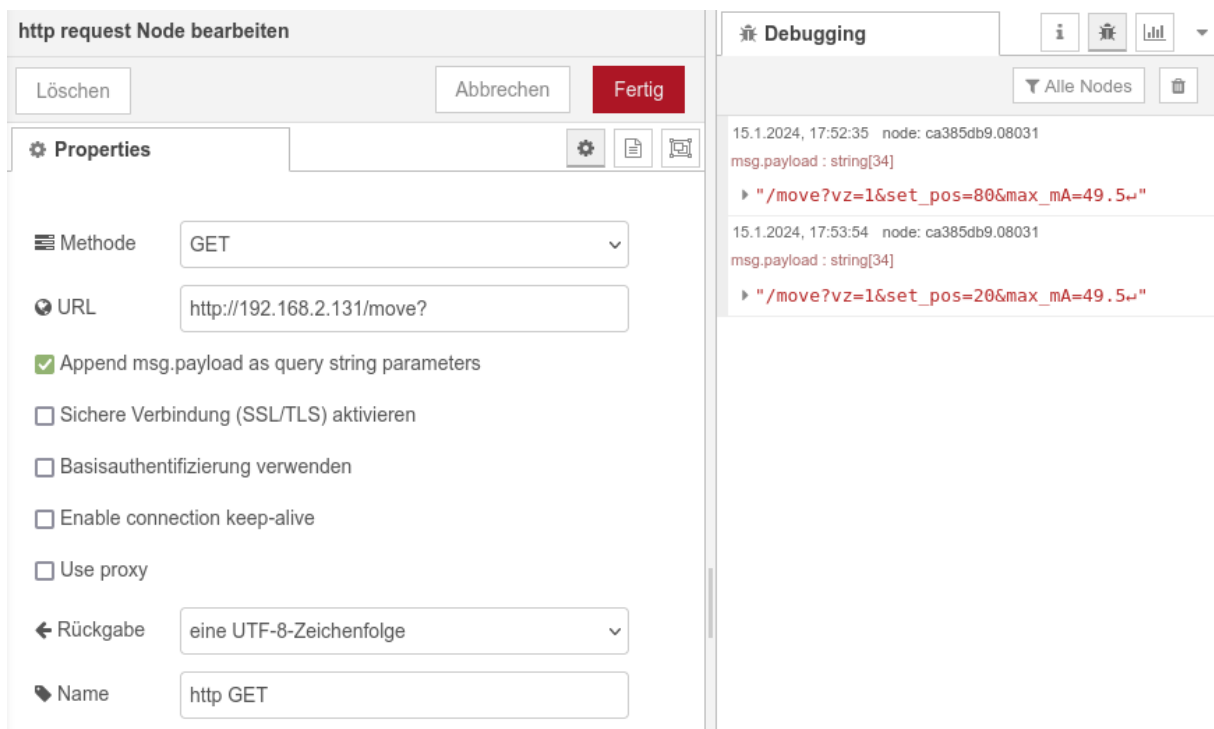 http request Node bearbeiten
Löschen
Abbrechen
Fertig
Properties
Methode
GET
URL
http://192.168.2.131/move?
Append msg.payload as query string parameters
Sichere Verbindung (SSL/TLS) aktivieren
Basisauthentifizierung verwenden
Enable connection keep-alive
Use proxy
Rückgabe
eine UTF-8-Zeichenfolge
Name
http GET
Debugging
i
Alle Nodes
15.1.2024, 17:52:35 node: ca385db9.08031
msg.payload : string[34]
"/move?vz=1&set_pos=80&max_mA=49.5↵"
15.1.2024, 17:53:54 node: ca385db9.08031
msg.payload : string[34]
"/move?vz=1&set_pos=20&max_mA=49.5↵"